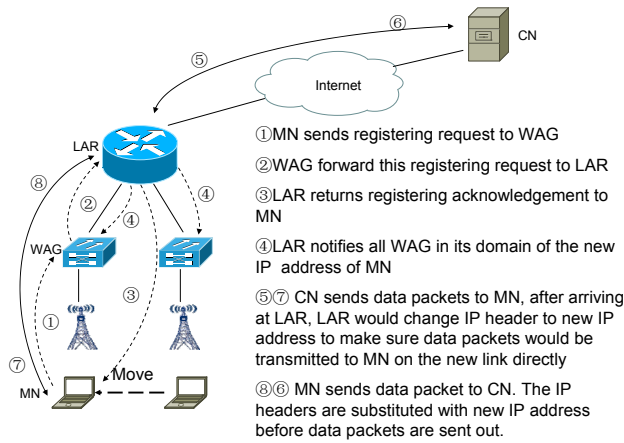 ⑥
CN
⑤
Internet
LAR
⑧
②
④
④
WAG
③
①
⑦
Move
MN
①MN sends registering request to WAG
②WAG forward this registering request to LAR
③LAR returns registering acknowledgement to
MN
④LAR notifies all WAG in its domain of the new
IP address of MN
⑤⑦ CN sends data packets to MN, after arriving
at LAR, LAR would change IP header to new IP
address to make sure data packets would be
transmitted to MN on the new link directly
⑧⑥ MN sends data packet to CN. The IP
headers are substituted with new IP address
before data packets are sent out.